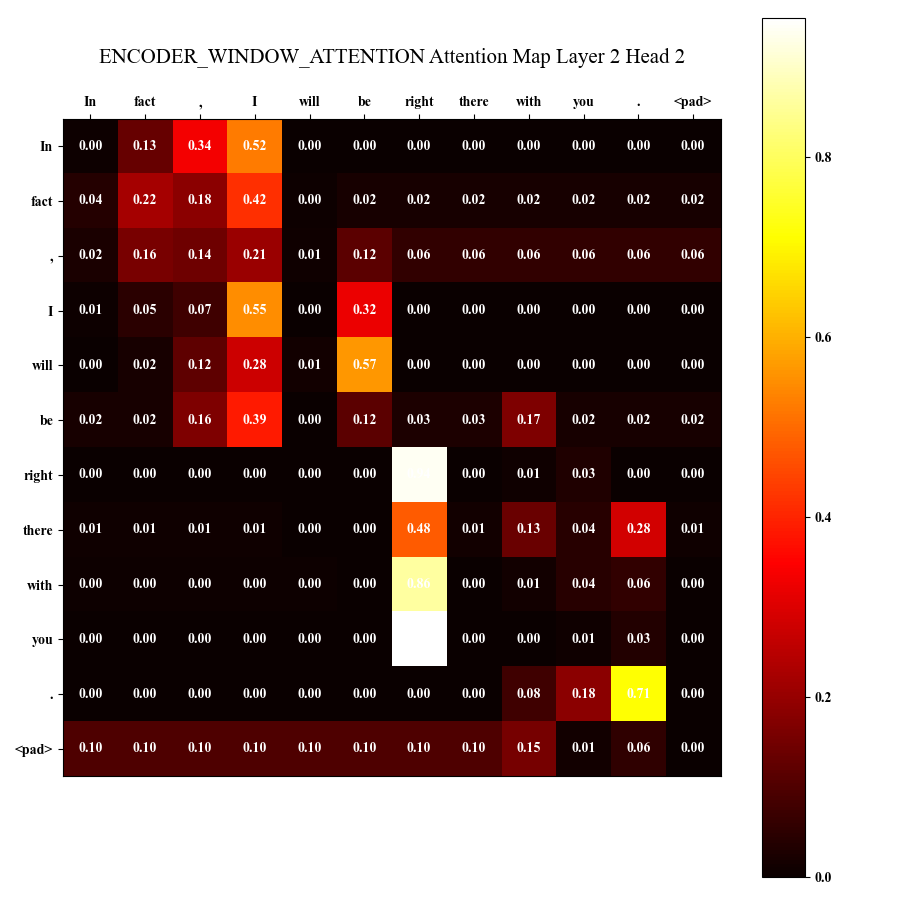 ENCODER_WINDOW_ATTENTION Attention Map Layer 2 Head 2
In fact , I will be right there with you . <pad>
In 0.00 0.13 0.34 0.52 0.00 0.00 0.00 0.00 0.00 0.00 0.00 0.00
fact 0.04 0.22 0.18 0.42 0.00 0.02 0.02 0.02 0.02 0.02 0.02 0.02
, 0.02 0.16 0.14 0.21 0.01 0.12 0.06 0.06 0.06 0.06 0.06 0.06
I 0.01 0.05 0.07 0.55 0.00 0.32 0.00 0.00 0.00 0.00 0.00 0.00
will 0.00 0.02 0.12 0.28 0.01 0.57 0.00 0.00 0.00 0.00 0.00 0.00
be 0.02 0.02 0.16 0.39 0.00 0.12 0.03 0.03 0.17 0.02 0.02 0.02
right 0.00 0.00 0.00 0.00 0.00 0.00 0.00 0.01 0.03 0.00 0.00
there 0.01 0.01 0.01 0.01 0.00 0.00 0.48 0.01 0.13 0.04 0.28 0.01
with 0.00 0.00 0.00 0.00 0.00 0.00 0.86 0.00 0.01 0.04 0.06 0.00
you 0.00 0.00 0.00 0.00 0.00 0.00 0.00 0.00 0.01 0.03 0.00
. 0.00 0.00 0.00 0.00 0.00 0.00 0.00 0.00 0.08 0.18 0.71 0.00
<pad> 0.10 0.10 0.10 0.10 0.10 0.10 0.10 0.10 0.15 0.01 0.06 0.00
0.8
0.6
0.4
0.2
0.0